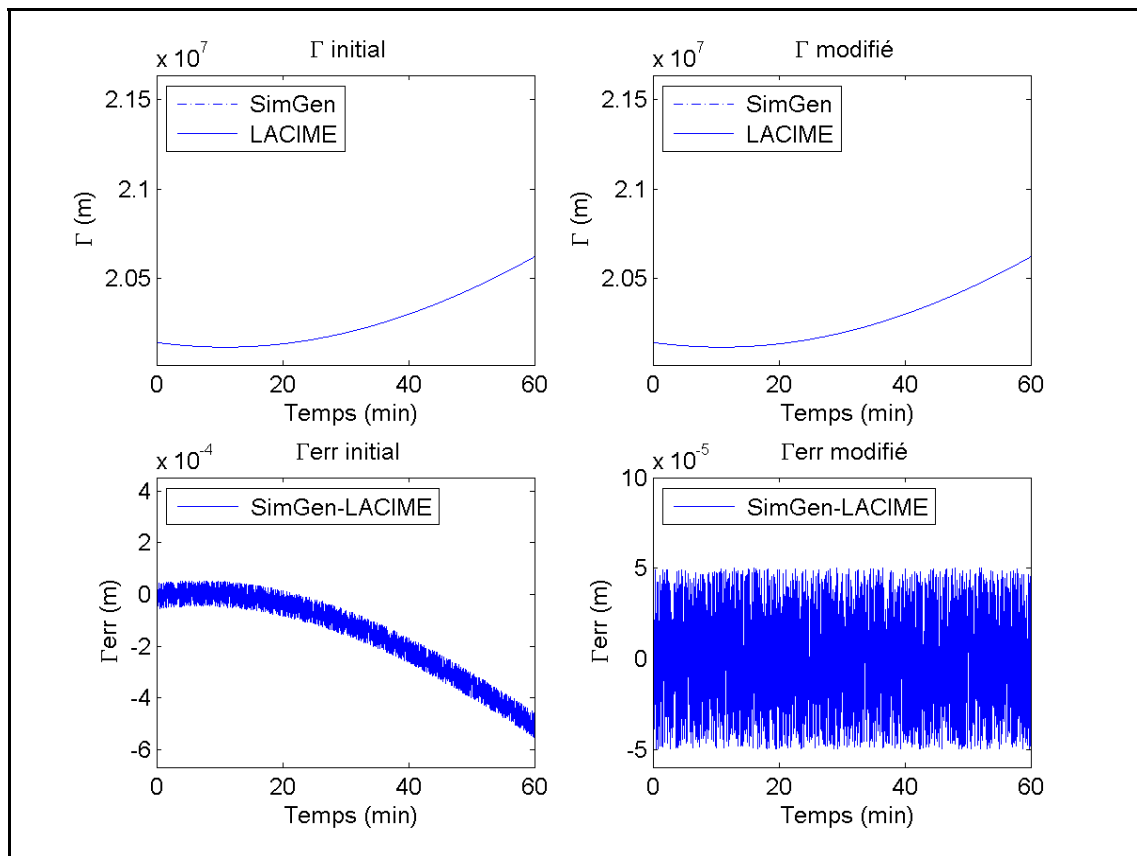 Γ initial
x 10^7
2.15
2.1
2.05
Γ (m)
SimGen
LACIME
0 20 40 60
Temps (min)
Γ modifié
x 10^7
2.15
2.1
2.05
Γ (m)
SimGen
LACIME
0 20 40 60
Temps (min)
Γerr initial
x 10^-4
4
2
0
-2
-4
-6
Γerr (m)
SimGen-LACIME
0 20 40 60
Temps (min)
Γerr modifié
x 10^-5
10
5
0
-5
Γerr (m)
SimGen-LACIME
0 20 40 60
Temps (min)